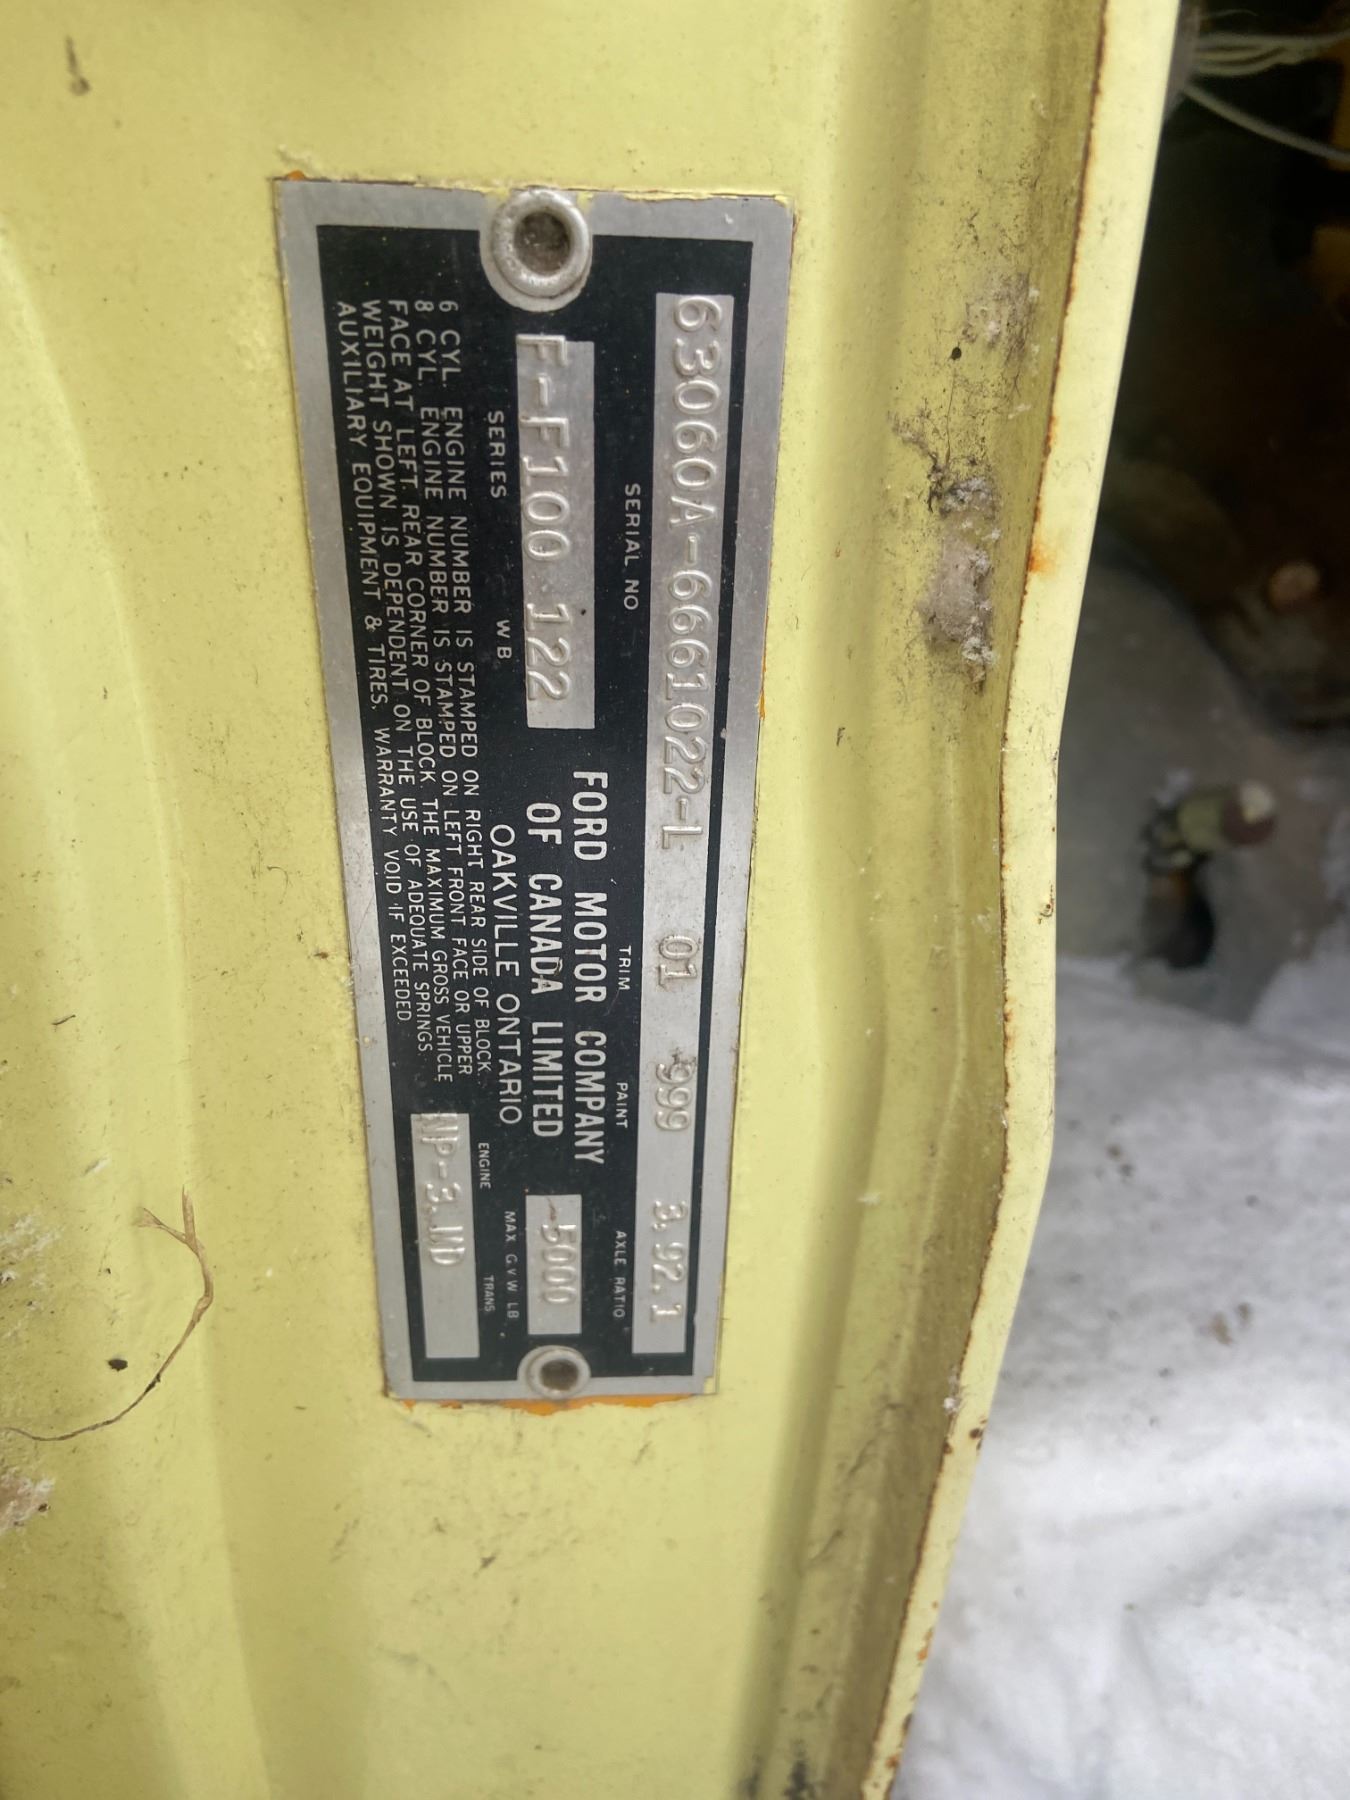 63060A-6661022-L 01 999 3.92.1
SERIAL NO TRIM PAINT AXLE RATIO
F-F100 122
SERIES W B
FORD MOTOR COMPANY
OF CANADA LIMITED
OAKVILLE ONTARIO
-5000
MAX. G V W LB.
6 CYL. ENGINE NUMBER IS STAMPED ON RIGHT REAR SIDE OF BLOCK.
8 CYL. ENGINE NUMBER IS STAMPED ON LEFT FRONT FACE OR UPPER
FACE AT LEFT REAR CORNER OF BLOCK. THE MAXIMUM GROSS VEHICLE
WEIGHT SHOWN IS DEPENDENT ON THE USE OF ADEQUATE SPRINGS
AUXILIARY EQUIPMENT & TIRES. WARRANTY VOID IF EXCEEDED
ENGINE TRANS